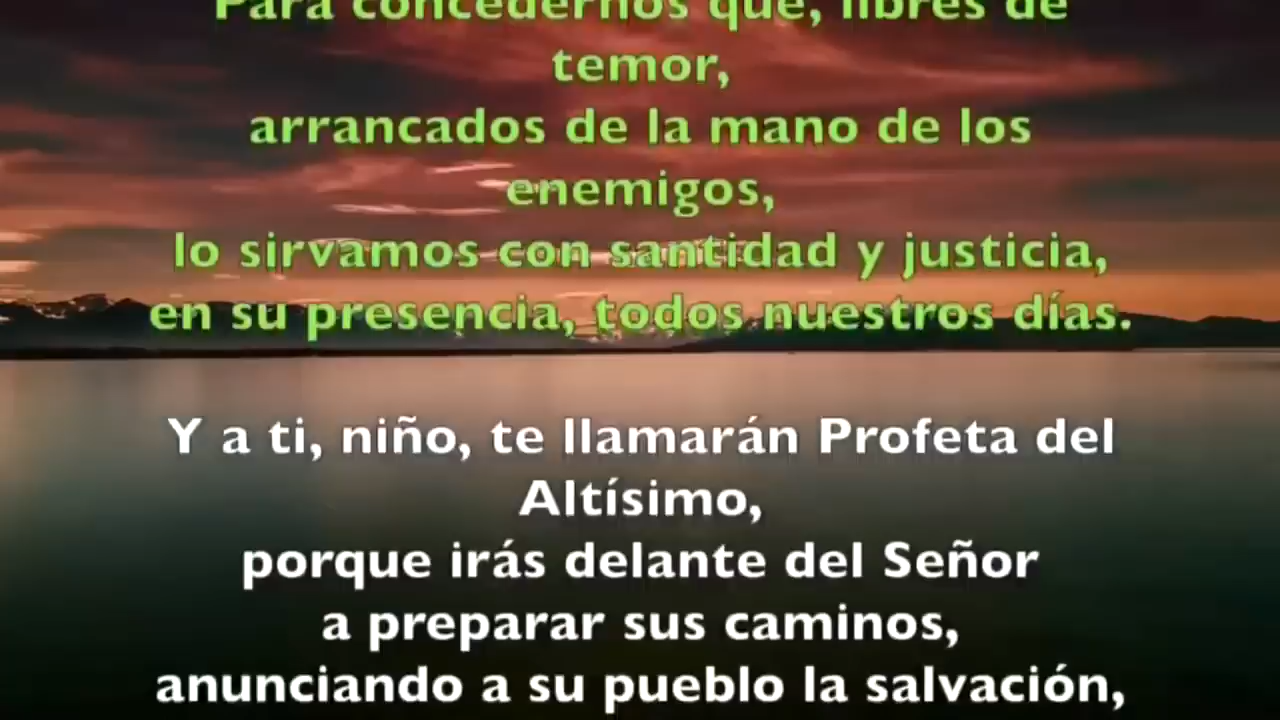 Para concedernos que, libres de
temor,
arrancados de la mano de los
enemigos,
lo sirvamos con santidad y justicia,
en su presencia, todos nuestros días.
Y a ti, niño, te llamarán Profeta del
Altísimo,
porque irás delante del Señor
a preparar sus caminos,
anunciando a su pueblo la salvación,